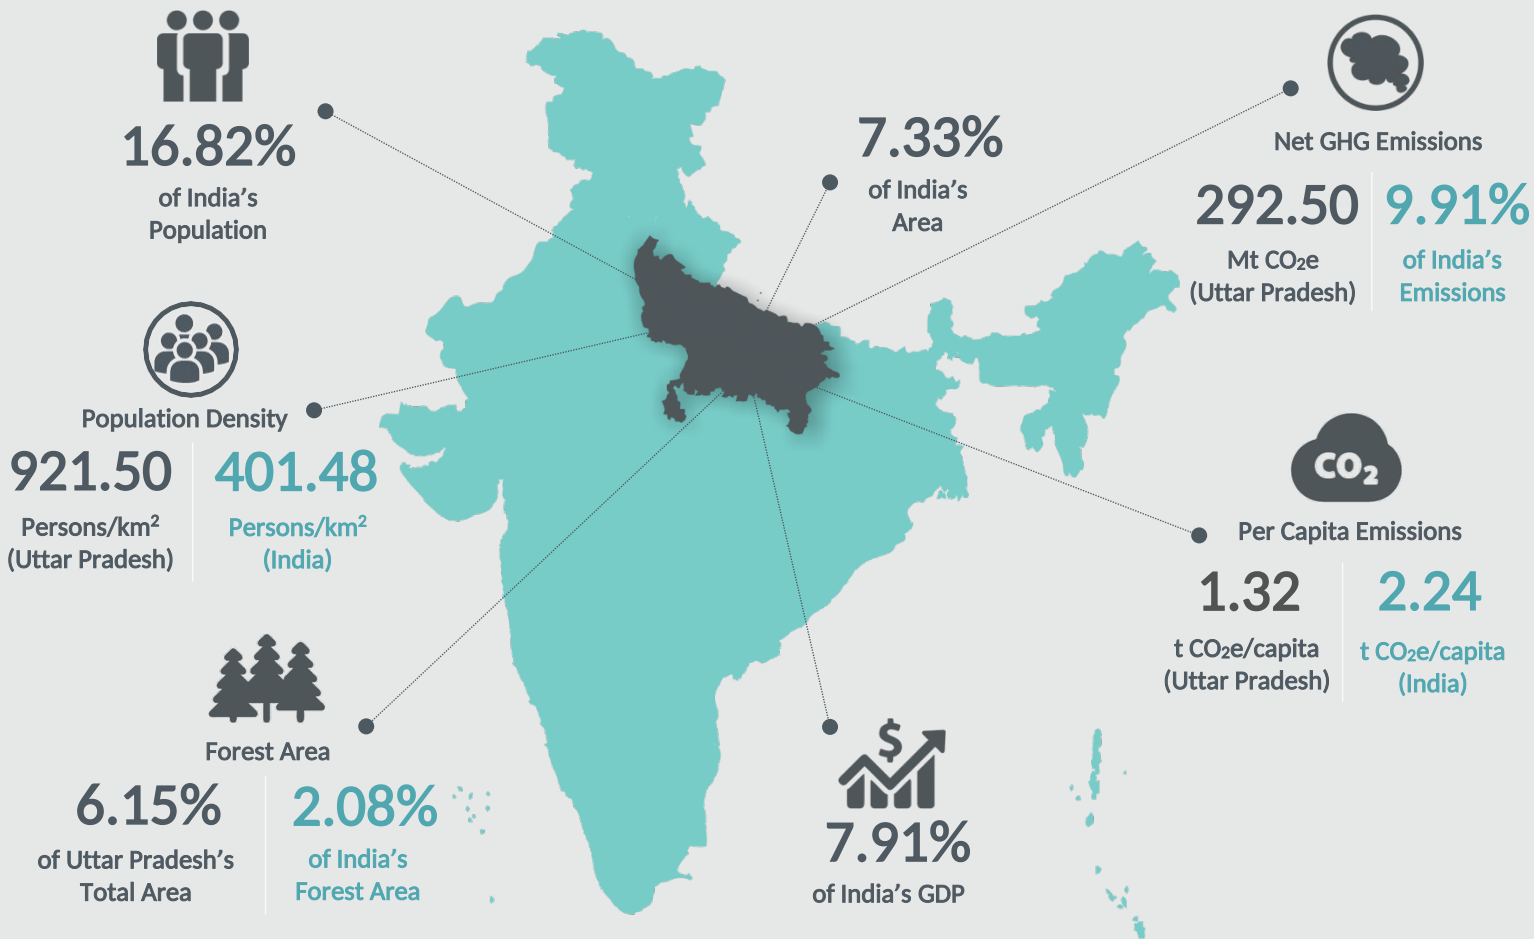 16.82%
of India’s
Population
7.33%
of India’s
Area
Net GHG Emissions
292.50
Mt CO₂e
(Uttar Pradesh)
9.91%
of India’s
Emissions
Population Density
921.50
Persons/km²
(Uttar Pradesh)
401.48
Persons/km²
(India)
CO₂
Per Capita Emissions
1.32
t CO₂e/capita
(Uttar Pradesh)
2.24
t CO₂e/capita
(India)
Forest Area
6.15%
of Uttar Pradesh’s
Total Area
2.08%
of India’s
Forest Area
$
7.91%
of India’s GDP